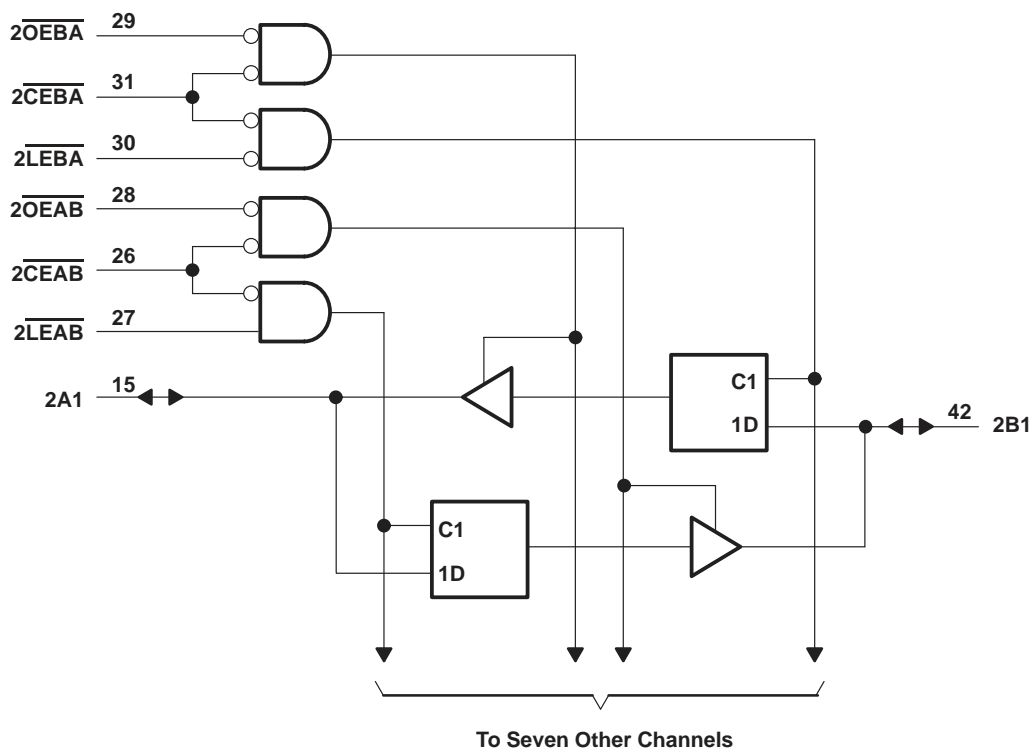 2OEBA 29
2CEBA 31
2LEBA 30
2OEAB 28
2CEAB 26
2LEAB 27
2A1 15
C1
1D
42 2B1
C1
1D
To Seven Other Channels